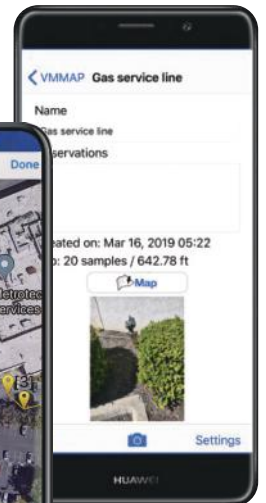 VMMAP Gas service line
Name
Gas service line
servations
Done
eated on: Mar 16, 2019 05:22
: 20 samples / 642.78 ft
Map
[3]
Settings
HUAWEI